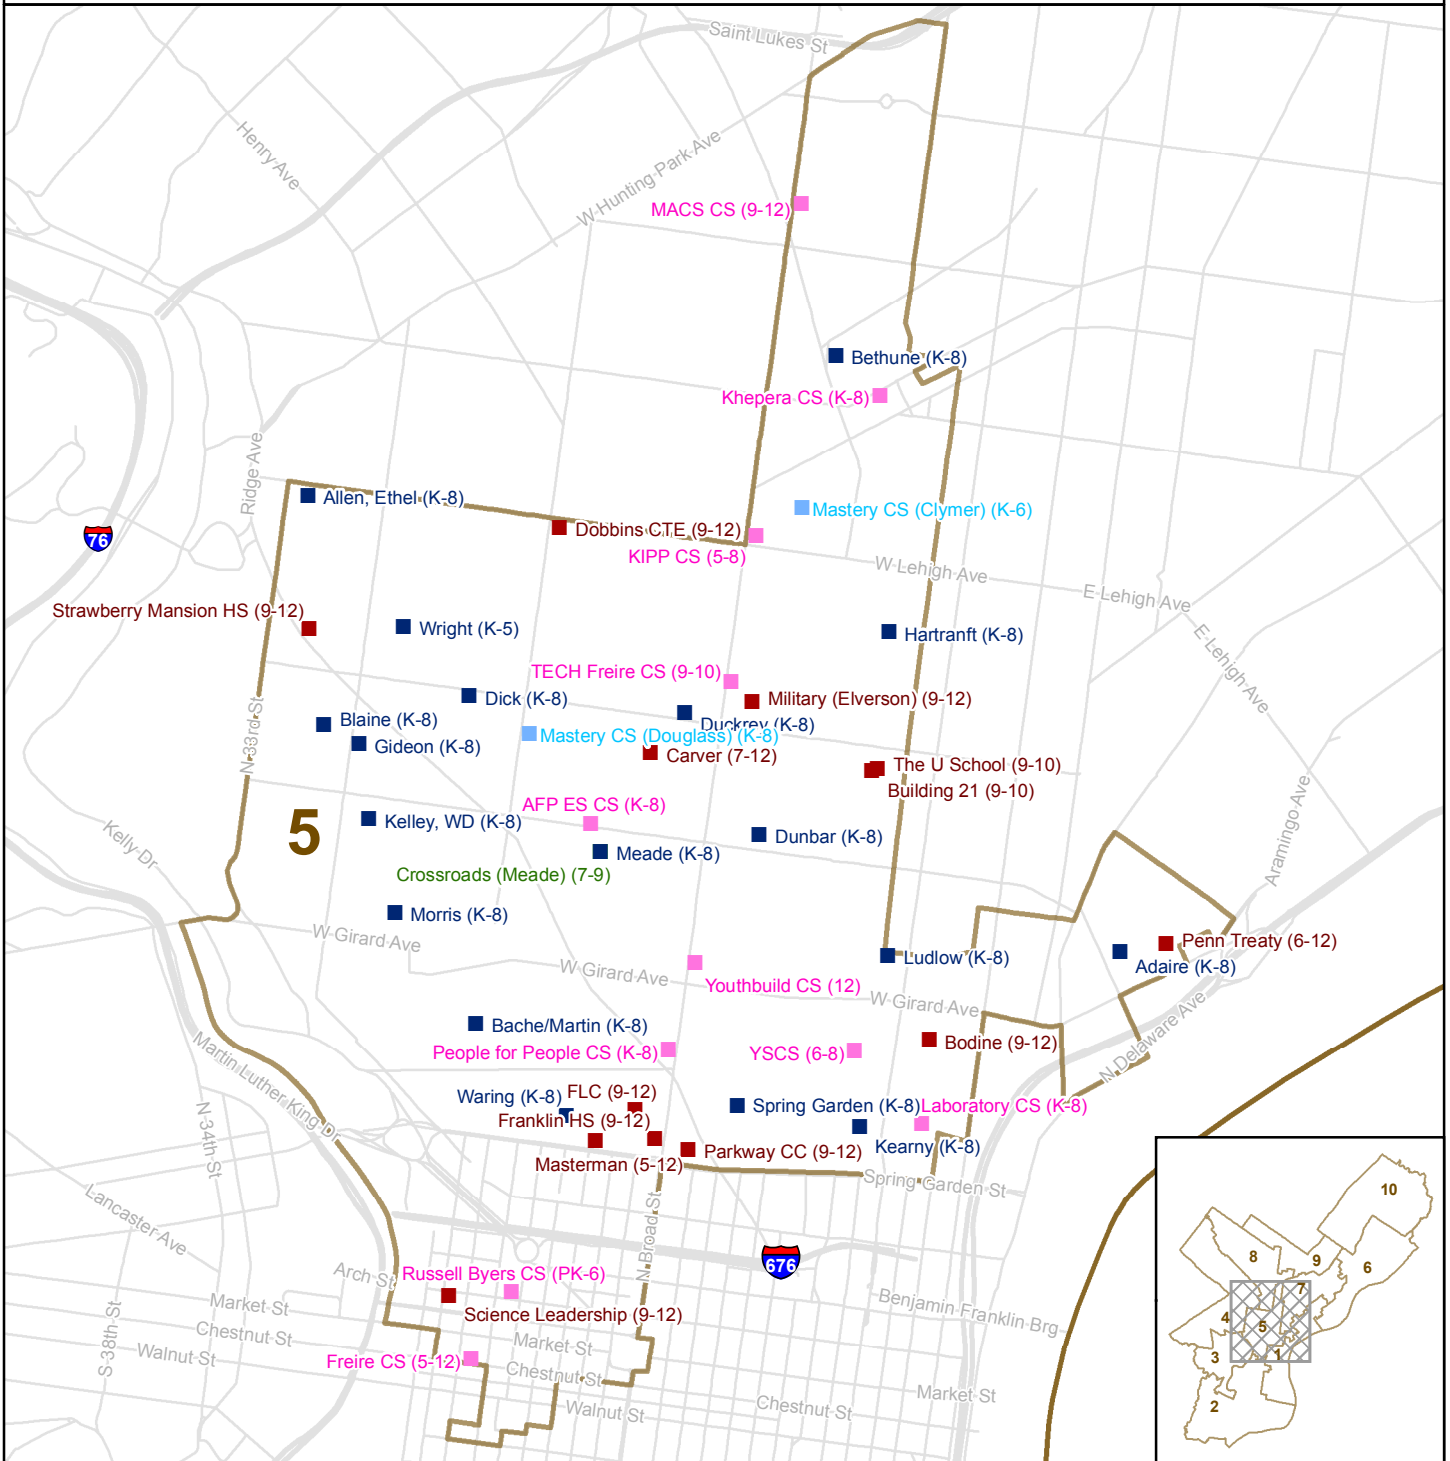 Saint Lukes St
Henry Ave
W Hunting Park Ave
MACS CS (9-12)
Bethune (K-8)
Khepera CS (K-8)
Ridge Ave
Allen, Ethel (K-8)
Mastery CS (Clymer) (K-6)
Dobbins CTE (9-12)
76
KIPP CS (5-8)
W Lehigh Ave
E Lehigh Ave
Strawberry Mansion HS (9-12)
Wright (K-5)
Hartranft (K-8)
E Lehigh Ave
TECH Freire CS (9-10)
Dick (K-8)
Military (Elverson) (9-12)
N 33rd St
Blaine (K-8)
Duckrey (K-8)
Mastery CS (Douglass) (K-8)
Gideon (K-8)
Carver (7-12)
The U School (9-10)
Building 21 (9-10)
AFP ES CS (K-8)
5
Kelley, WD (K-8)
Dunbar (K-8)
Aramingo Ave
Kelly Dr
Meade (K-8)
Crossroads (Meade) (7-9)
Morris (K-8)
W Girard Ave
Penn Treaty (6-12)
Ludlow (K-8)
Adaire (K-8)
W Girard Ave
Youthbuild CS (12)
W Girard Ave
Bache/Martin (K-8)
N Delaware Ave
Bodine (9-12)
People for People CS (K-8)
YSCS (6-8)
Martin Luther King Dr
Waring (K-8)
FLC (9-12)
Spring Garden (K-8)
Laboratory CS (K-8)
Franklin HS (9-12)
N 34th St
Kearny (K-8)
Parkway CC (9-12)
Masterman (5-12)
Spring Garden St
Lancaster Ave
N Broad St
10
8
9
6
7
4
5
1
3
2
676
Arch St
Russell Byers CS (PK-6)
Market St
Science Leadership (9-12)
Benjamin Franklin Brg
Chestnut St
S 38th St
Walnut St
Market St
Freire CS (5-12)
Chestnut St
Market St
Walnut St
Chestnut St